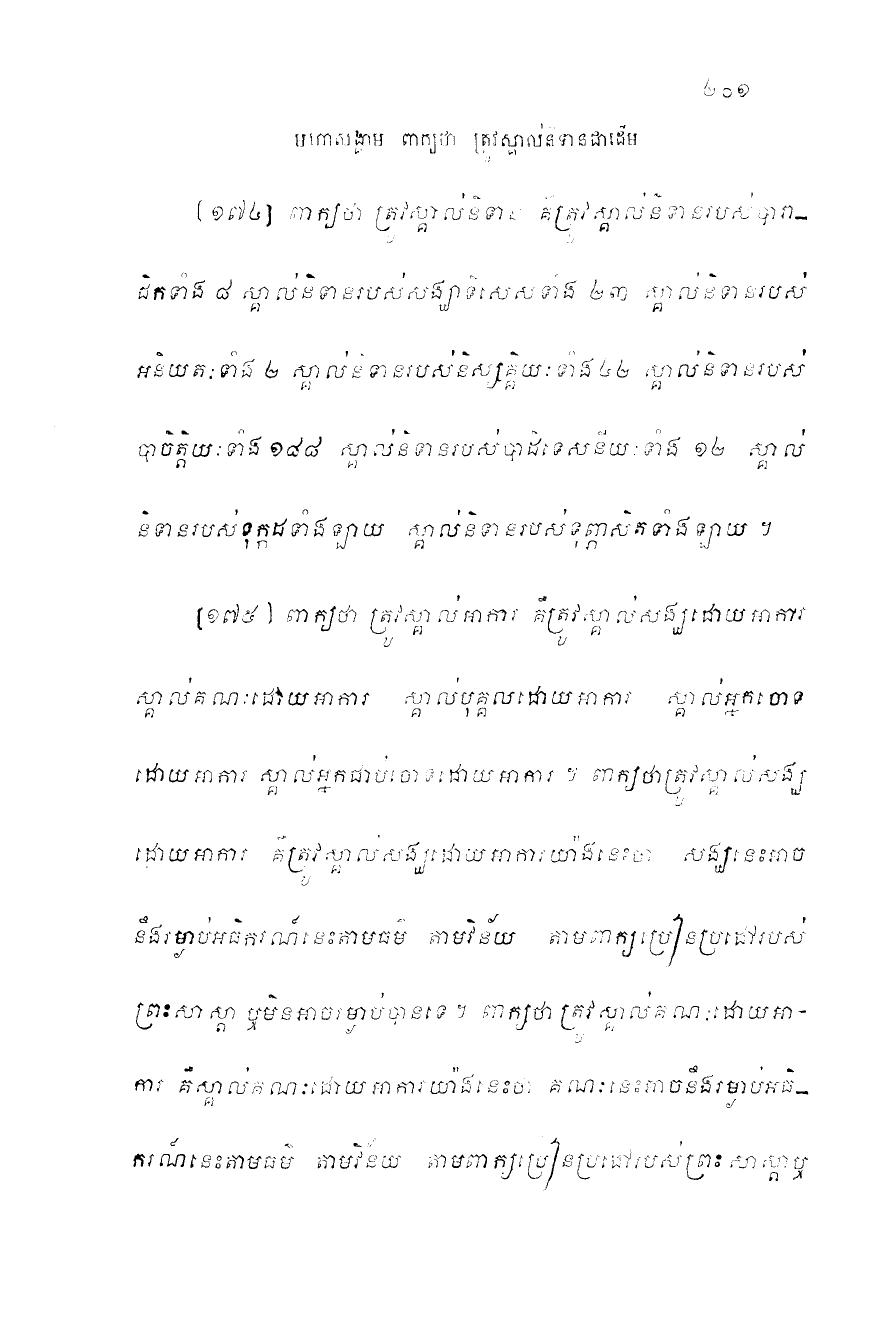 ២០១
មហាសង្គាម ពាក្យថា ត្រូវស្គាល់និទានជាដើម
[១៧៤] ពាក្យថា ត្រូវស្គាល់និទាន គឺត្រូវស្គាល់និទានរបស់បារា-
ជិកទាំង ៨ ស្គាល់និទានរបស់សង្ឃាទិសេសទាំង ២៣ ស្គាល់និទានរបស់
អនិយតៈទាំង ២ ស្គាល់និទានរបស់និស្សគ្គិយៈទាំង ៤២ ស្គាល់និទានរបស់
បាចិត្តិយៈទាំង ១៨៨ ស្គាល់និទានរបស់បាដិទេសនីយៈទាំង ១២ ស្គាល់
និទានរបស់ទុក្កដទាំងឡាយ ស្គាល់និទានរបស់ទុព្ភាសិតទាំងឡាយ ។
[១៧៥] ពាក្យថា ត្រូវស្គាល់អាការ គឺត្រូវស្គាល់សង្ឃដោយអាការ
ស្គាល់គណៈដោយអាការ ស្គាល់បុគ្គលដោយអាការ ស្គាល់អ្នកចោទ
ដោយអាការ ស្គាល់អ្នកជាប់ចោទដោយអាការ ។ ពាក្យថាត្រូវស្គាល់សង្ឃ
ដោយអាការ គឺត្រូវស្គាល់សង្ឃដោយអាការយ៉ាងនេះថា សង្ឃនេះអាច
នឹងរម្ងាប់អធិករណ៍នេះតាមធម៌ តាមវិន័យ តាមពាក្យប្រៀនប្រដៅរបស់
ព្រះសាស្តា ឬមិនអាចរម្ងាប់បានទេ ។ ពាក្យថា ត្រូវស្គាល់គណៈដោយអា-
ការ គឺស្គាល់គណៈដោយអាការយ៉ាងនេះថា គណៈនេះអាចនឹងរម្ងាប់អធិ-
ករណ៍នេះតាមធម៌ តាមវិន័យ តាមពាក្យប្រៀនប្រដៅរបស់ព្រះសាស្តាឬ